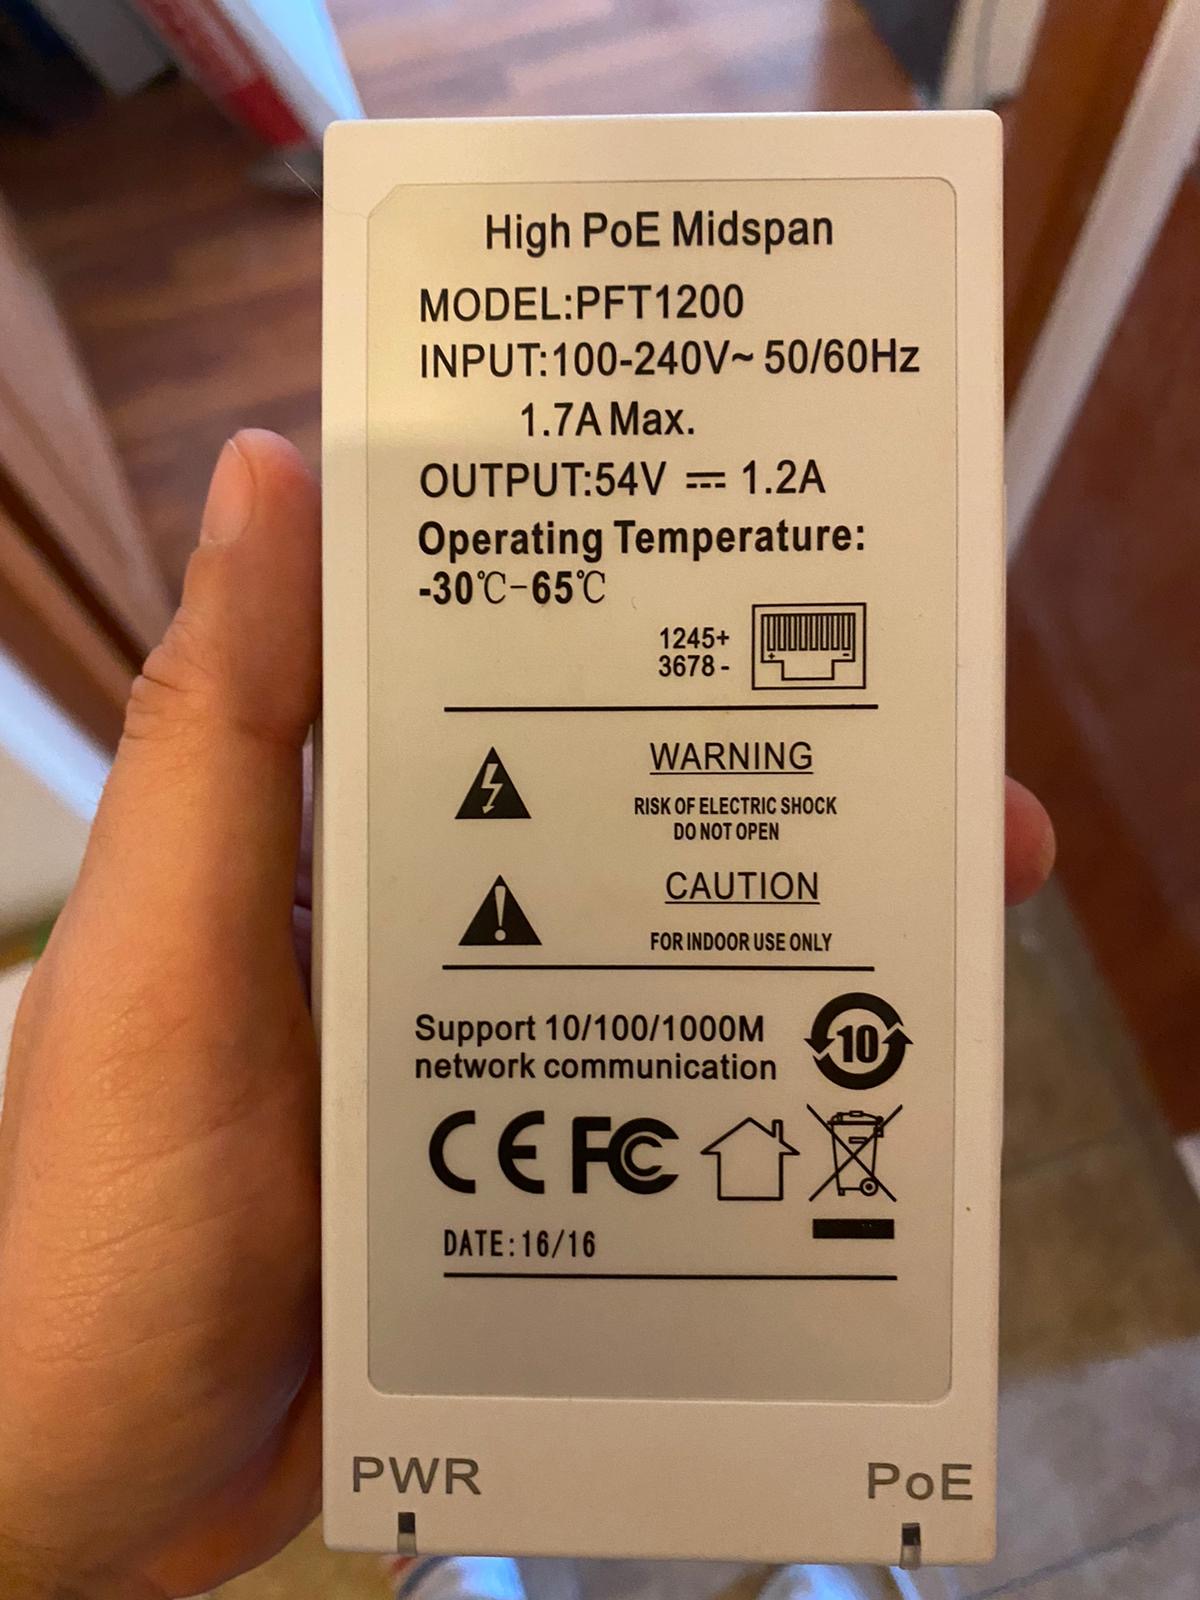 High PoE Midspan
MODEL:PFT1200
INPUT:100-240V~ 50/60Hz
1.7A Max.
OUTPUT:54V ⎓ 1.2A
Operating Temperature:
-30℃-65℃
1245+
3678 -
+ -
WARNING
RISK OF ELECTRIC SHOCK
DO NOT OPEN
CAUTION
FOR INDOOR USE ONLY
Support 10/100/1000M
network communication
10
CE FC
DATE:16/16
PWR PoE